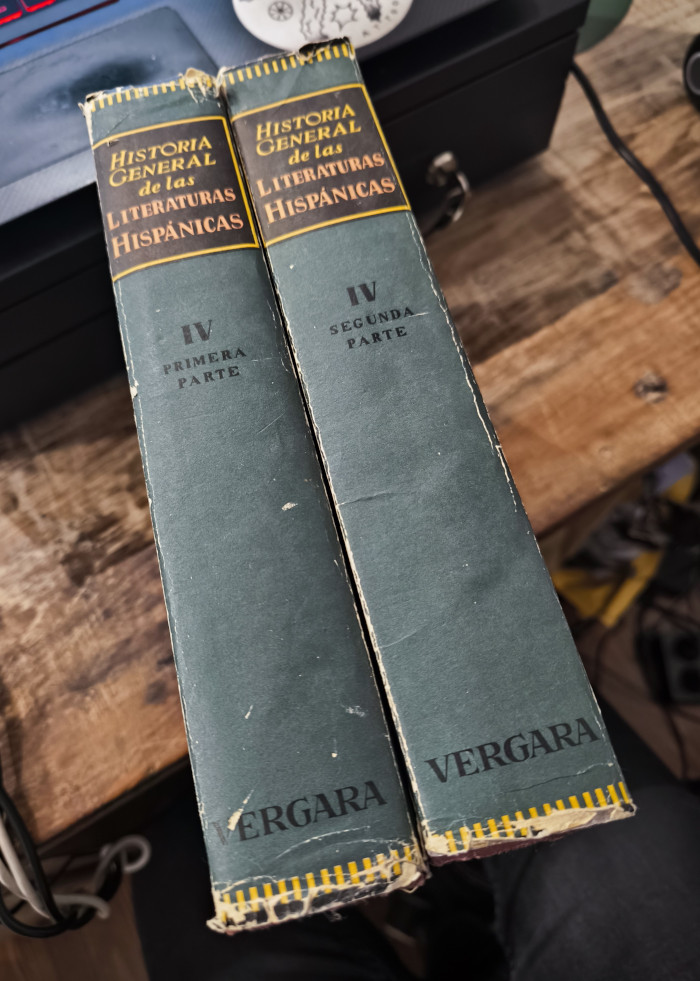 HISTORIA
GENERAL
de las
LITERATURAS
HISPÁNICAS
IV
PRIMERA
PARTE
VERGARA
HISTORIA
GENERAL
de las
LITERATURAS
HISPÁNICAS
IV
SEGUNDA
PARTE
VERGARA